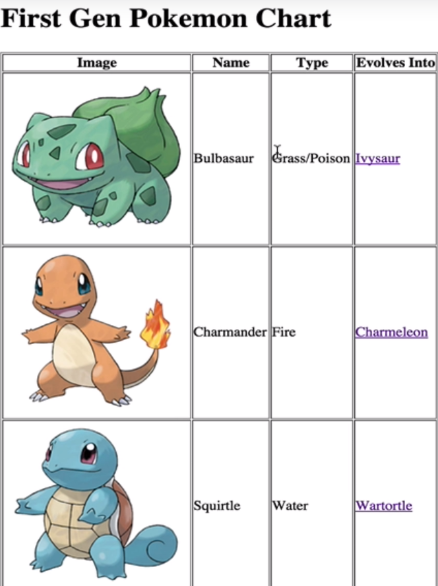 First Gen Pokemon Chart
Image Name Type Evolves Into
Bulbasaur Grass/Poison Ivysaur
Charmander Fire Charmeleon
Squirtle Water Wartortle